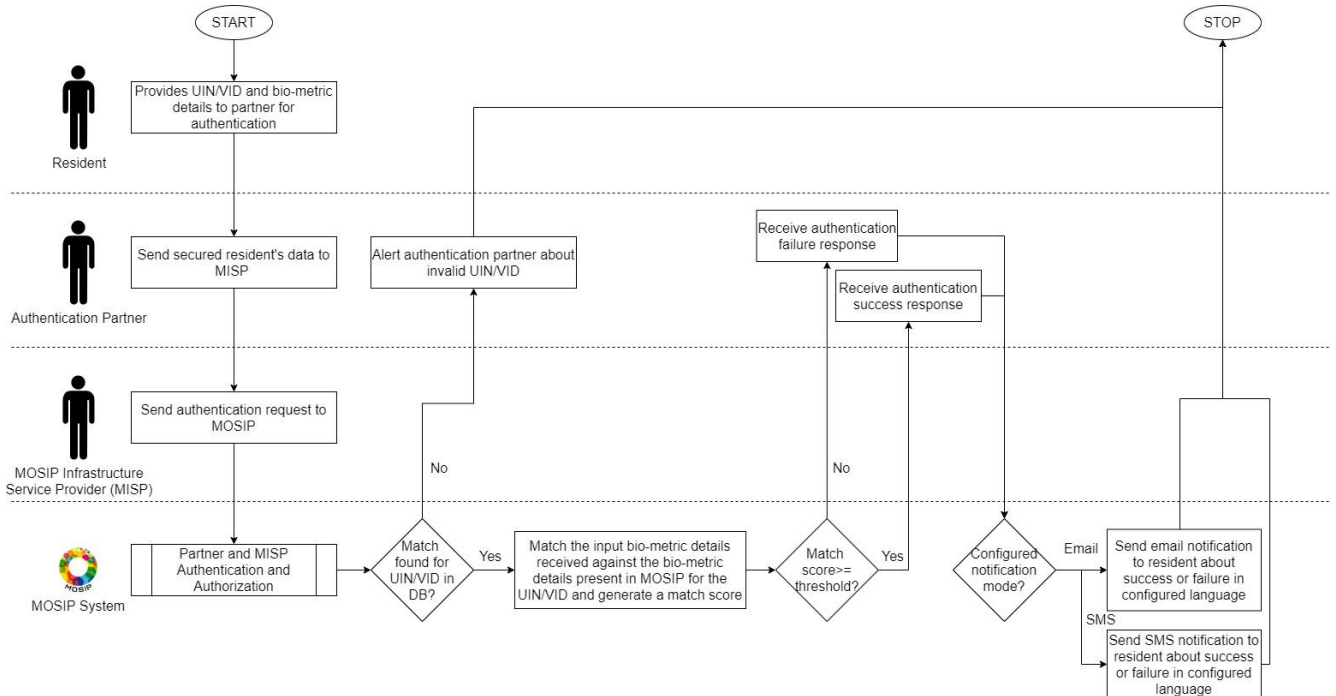 START
STOP
Provides UIN/VID and bio-metric
details to partner for
authentication
Resident
Send secured resident's data to
MISP
Alert authentication partner about
invalid UIN/VID
Receive authentication
failure response
Receive authentication
success response
Authentication Partner
Send authentication request to
MOSIP
MOSIP Infrastructure
Service Provider (MISP)
No
No
Partner and MISP
Authentication and
Authorization
Match
found for
UIN/VID in
DB?
Yes
Match the input bio-metric details
received against the bio-metric
details present in MOSIP for the
UIN/VID and generate a match score
Match
score>=
threshold?
Yes
Configured
notification
mode?
Email
Send email notification
to resident about
success or failure in
configured language
MOSIP
MOSIP System
SMS
Send SMS notification to
resident about success
or failure in configured
language